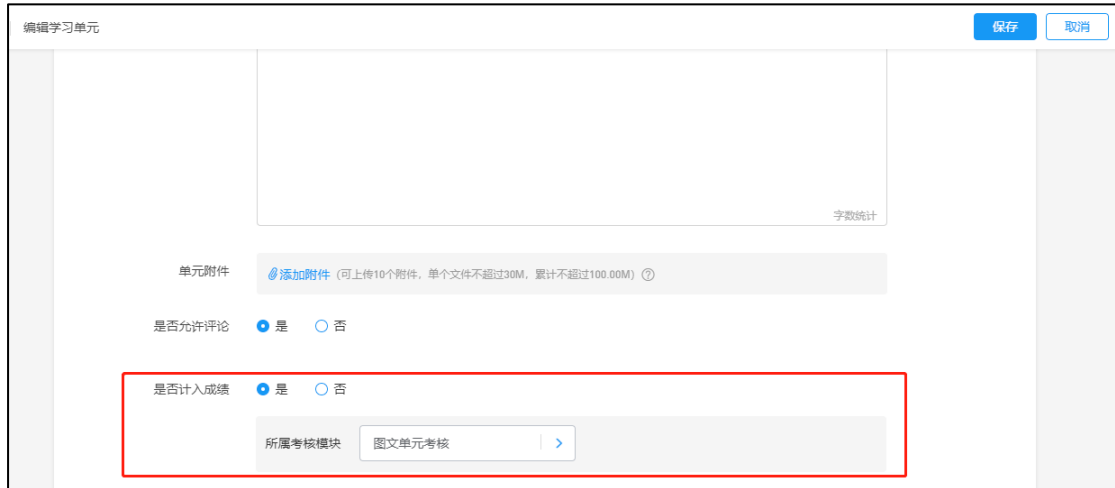 编辑学习单元
保存
取消
字数统计
单元附件
添加附件 (可上传10个附件, 单个文件不超过30M, 累计不超过100.00M) ?
是否允许评论
是
否
是否计入成绩
是
否
所属考核模块
图文单元考核